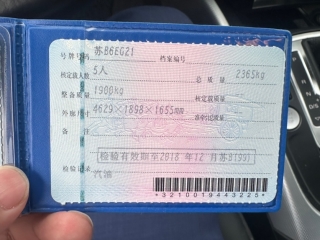 号牌号码 苏B6EG21 档案编号
核定载人数 5人 总质量 2365kg
整备质量 1900kg 核定载质量
外廓尺寸 4629×1898×1655mm 准牵引总质量
备注
检验有效期至2018年12月苏B(99)
检验记录
汽油
*3210019443225*